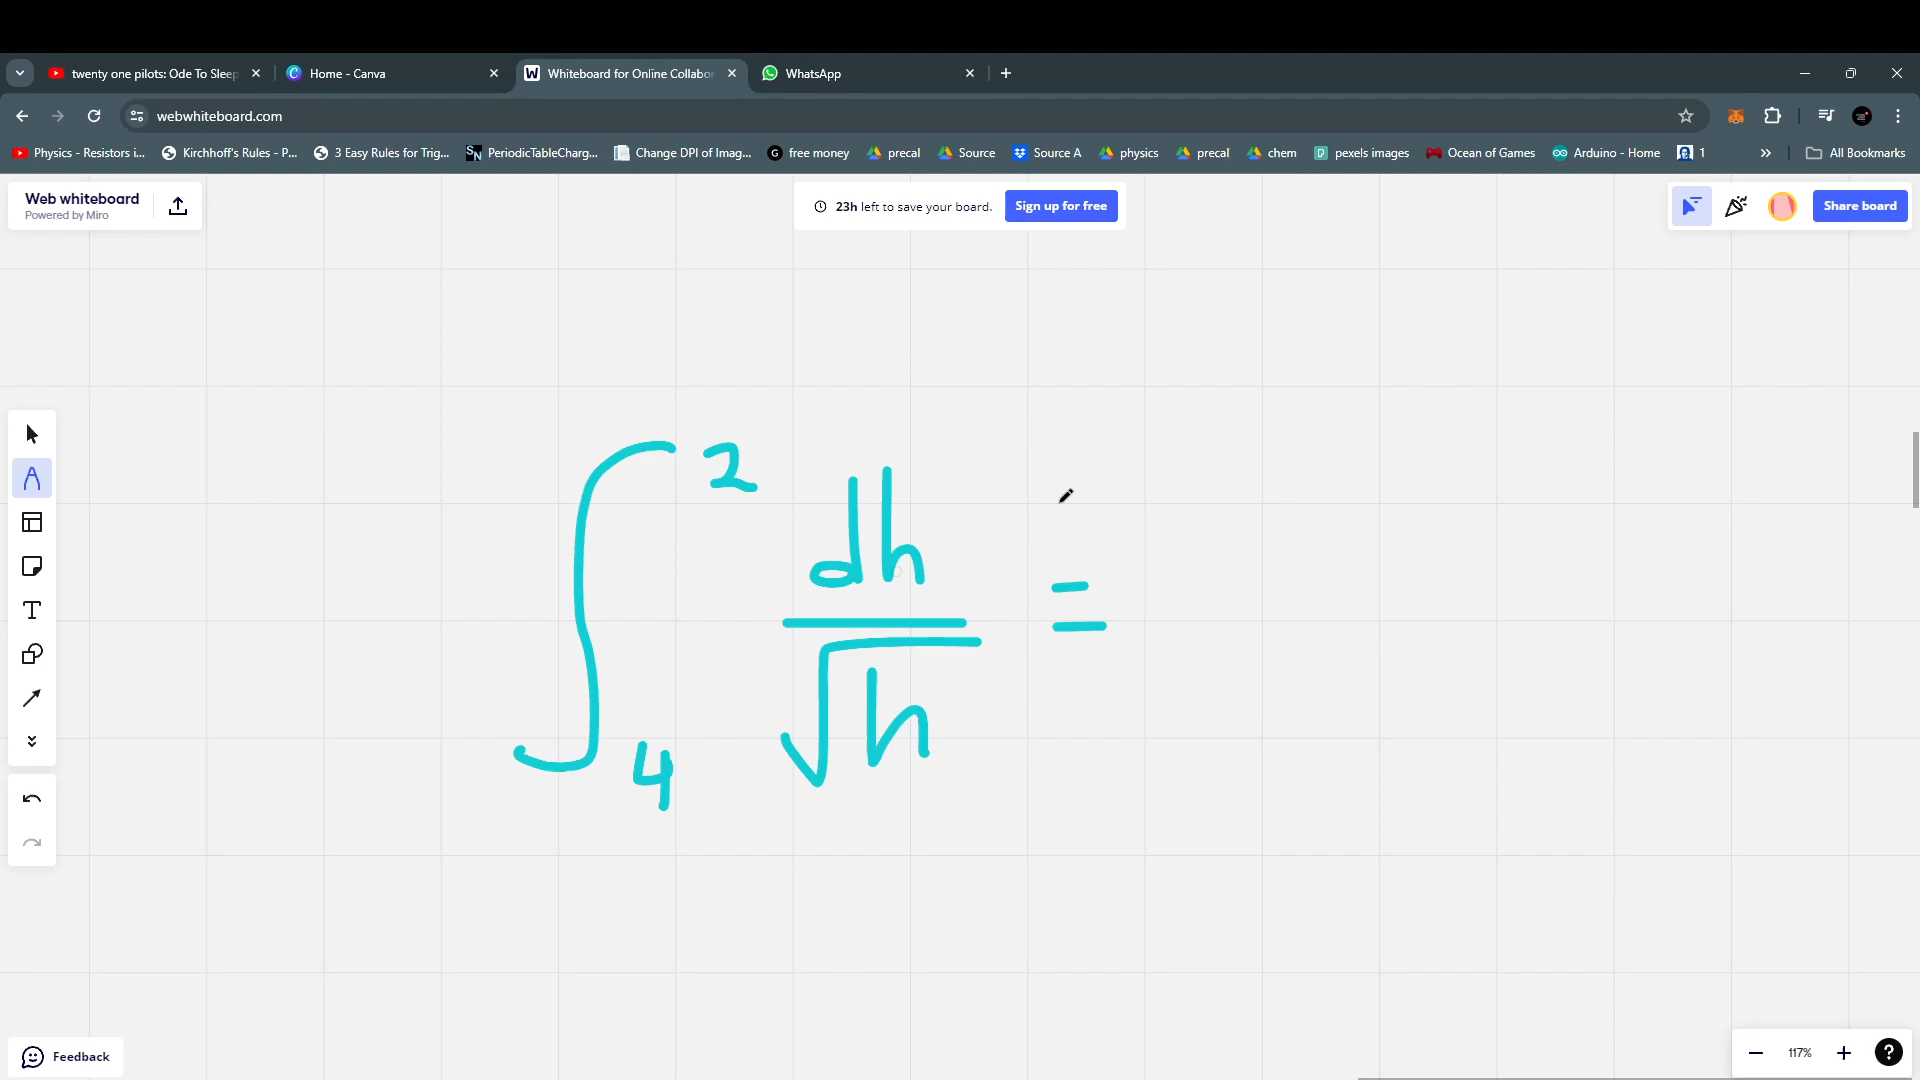 twenty one pilots: Ode To Sleep
Home - Canva
Whiteboard for Online Collabor
WhatsApp
webwhiteboard.com
Physics - Resistors i...
Kirchhoff's Rules - P...
3 Easy Rules for Trig...
PeriodicTableCharg...
Change DPI of Imag...
free money
precal
Source
Source A
physics
precal
chem
pexels images
Ocean of Games
Arduino - Home
1
All Bookmarks
Web whiteboard
Powered by Miro
23h left to save your board.
Sign up for free
Share board
∫₄² dh/√h =
Feedback
117%